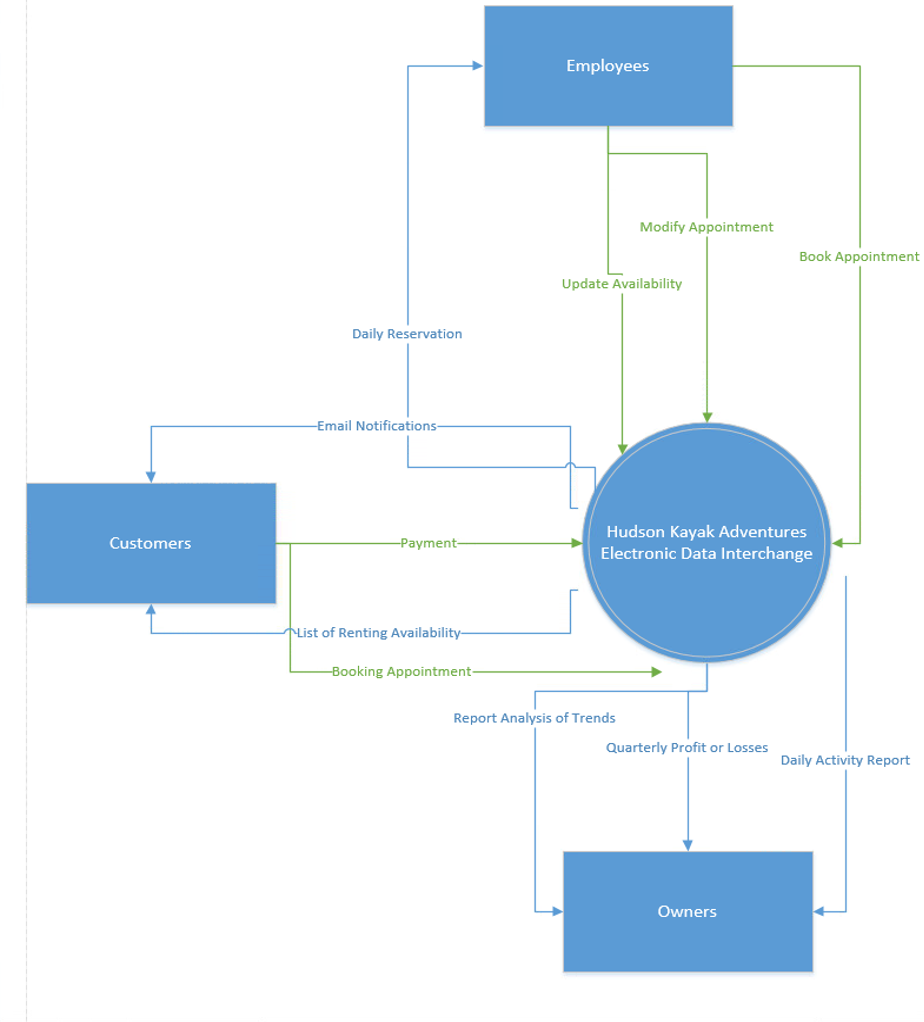 Employees
Modify Appointment
Book Appointment
Update Availability
Daily Reservation
Email Notifications
Hudson Kayak Adventures
Electronic Data Interchange
Customers
Payment
List of Renting Availability
Booking Appointment
Report Analysis of Trends
Quarterly Profit or Losses
Daily Activity Report
Owners